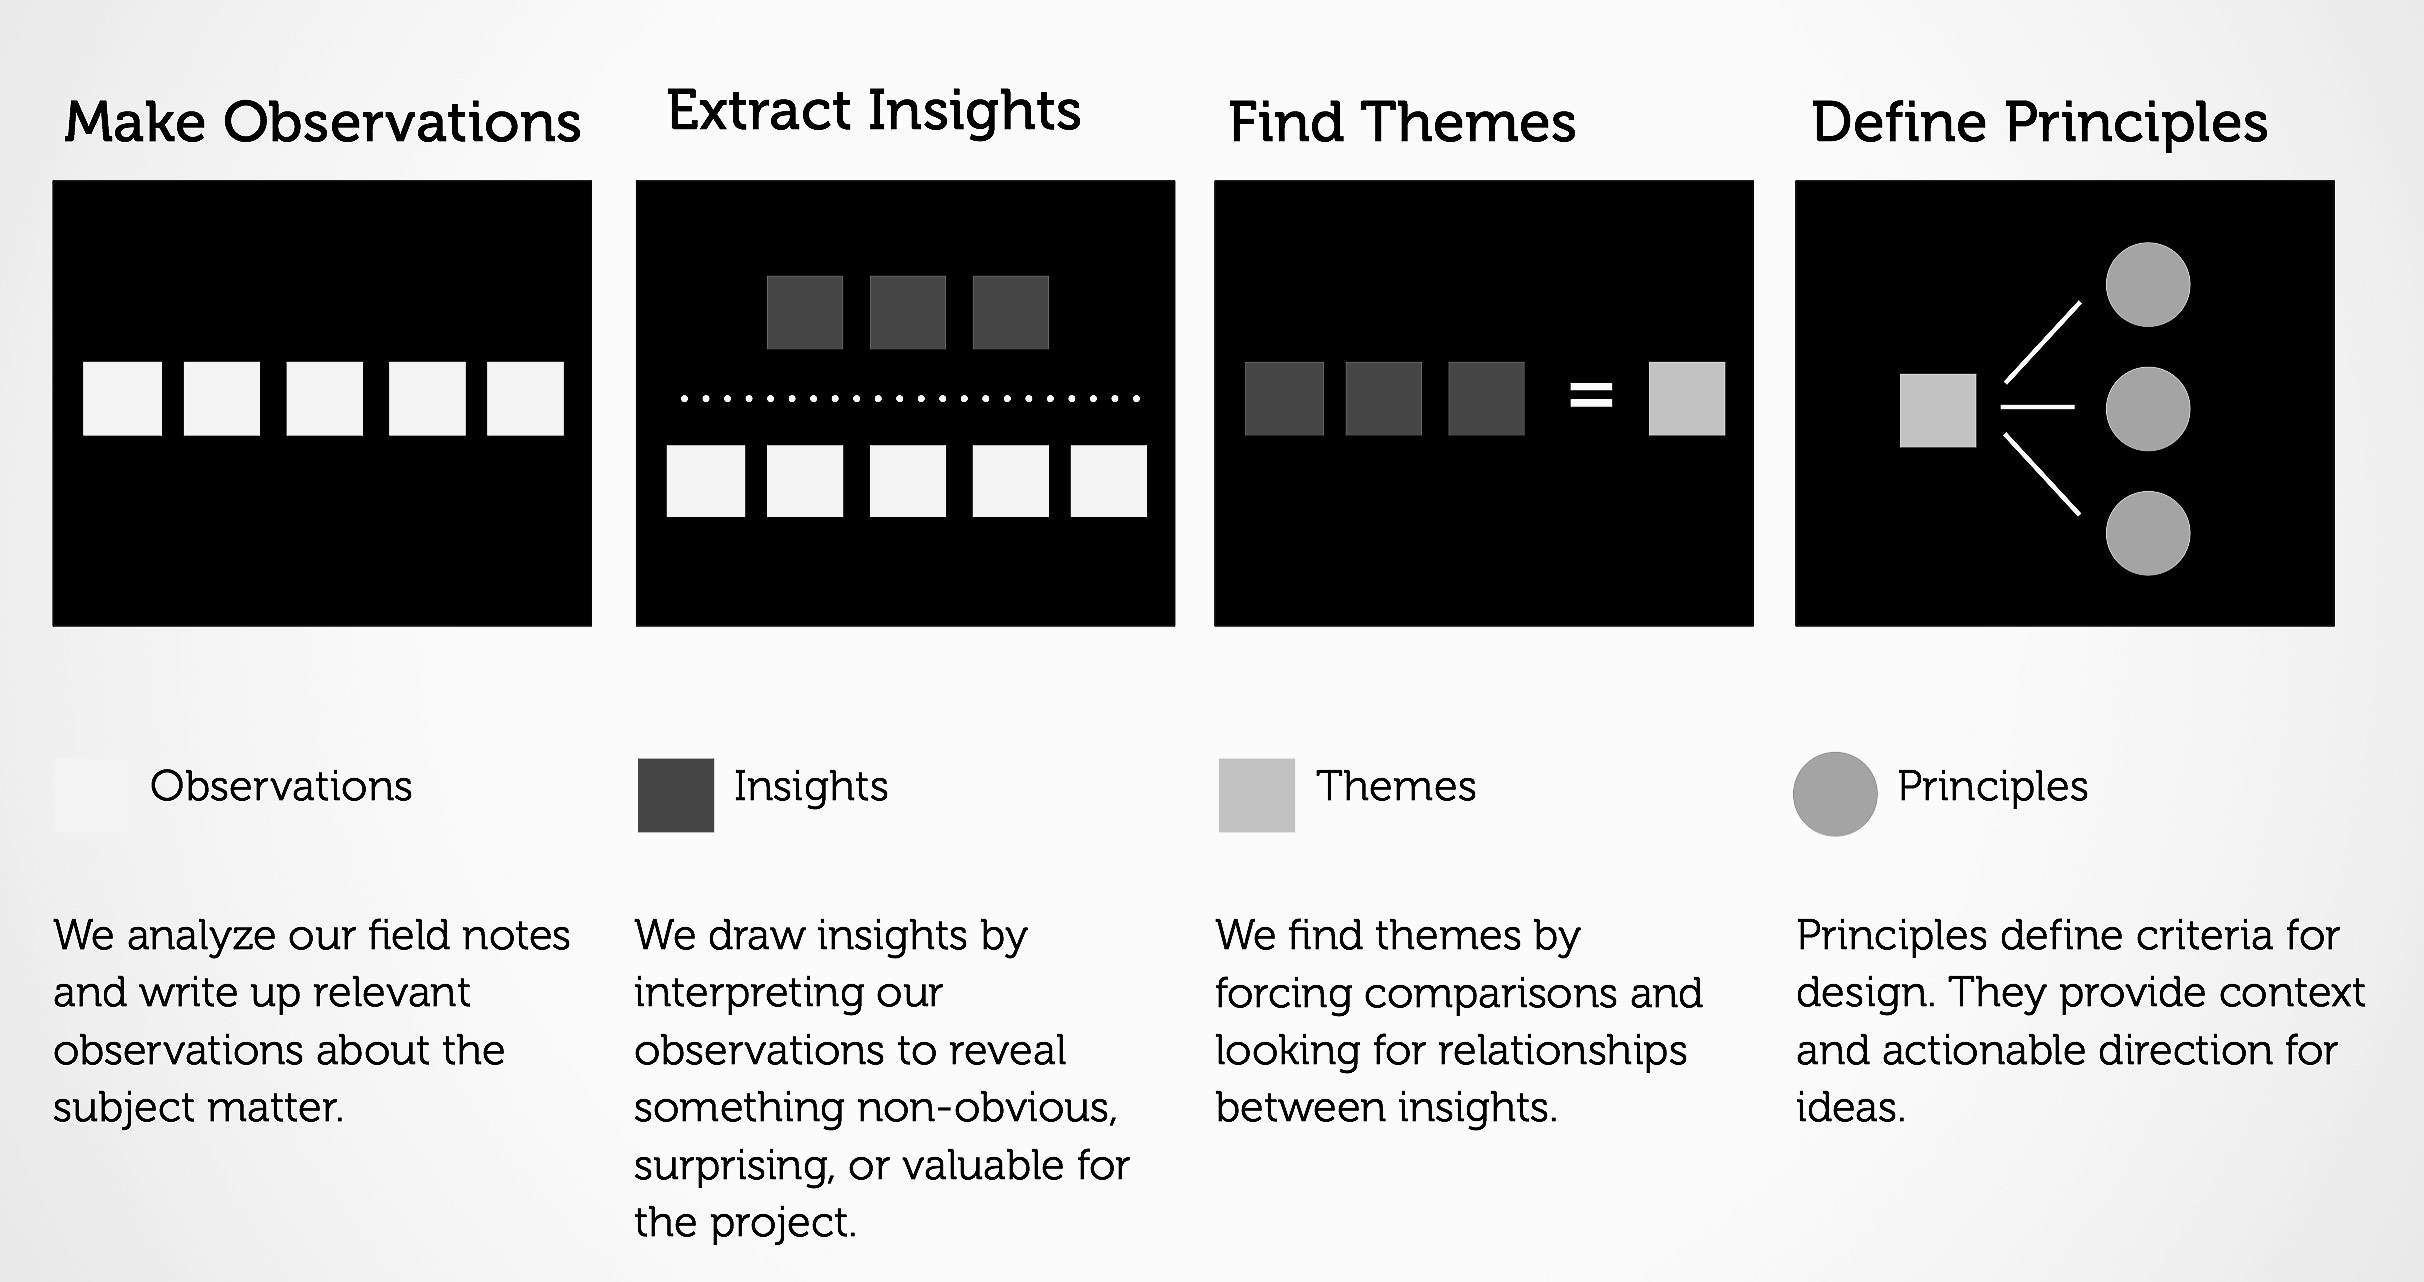 Make Observations
Extract Insights
Find Themes
Define Principles
=
Observations
Insights
Themes
Principles
We analyze our field notes
and write up relevant
observations about the
subject matter.
We draw insights by
interpreting our
observations to reveal
something non-obvious,
surprising, or valuable for
the project.
We find themes by
forcing comparisons and
looking for relationships
between insights.
Principles define criteria for
design. They provide context
and actionable direction for
ideas.